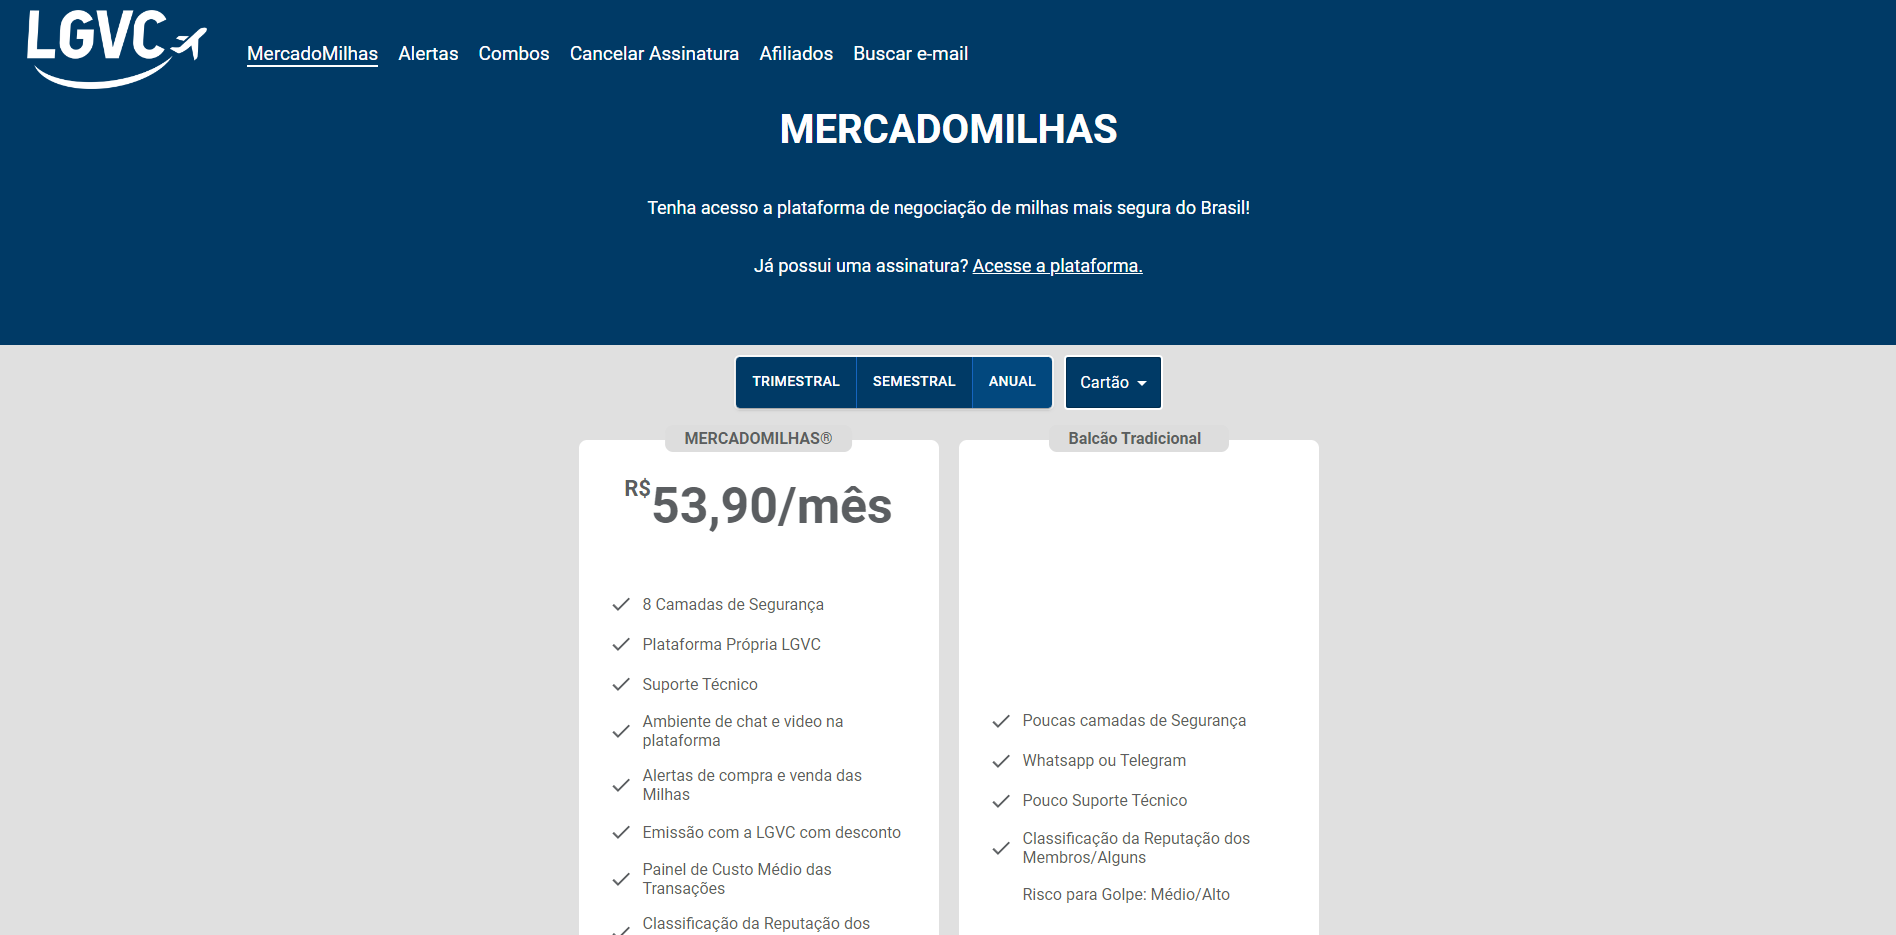 LGVC
MercadoMilhas Alertas Combos Cancelar Assinatura Afiliados Buscar e-mail
MERCADOMILHAS
Tenha acesso a plataforma de negociação de milhas mais segura do Brasil!
Já possui uma assinatura? Acesse a plataforma.
TRIMESTRAL SEMESTRAL ANUAL Cartão
MERCADOMILHAS®
R$53,90/mês
8 Camadas de Segurança
Plataforma Própria LGVC
Suporte Técnico
Ambiente de chat e video na
plataforma
Alertas de compra e venda das
Milhas
Emissão com a LGVC com desconto
Painel de Custo Médio das
Transações
Classificação da Reputação dos
Balcão Tradicional
Poucas camadas de Segurança
Whatsapp ou Telegram
Pouco Suporte Técnico
Classificação da Reputação dos
Membros/Alguns
Risco para Golpe: Médio/Alto